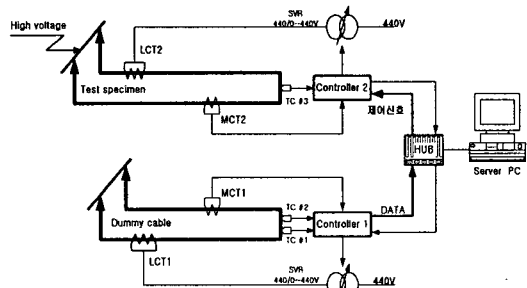 High voltage
LCT2
SVR
440/0--440V
440V
Test specimen
TC #3
Controller 2
MCT2
제어신호
HUB
Server PC
MCT1
TC #2
DATA
Dummy cable
TC #1
Controller 1
LCT1
SVR
440/0--440V
440V